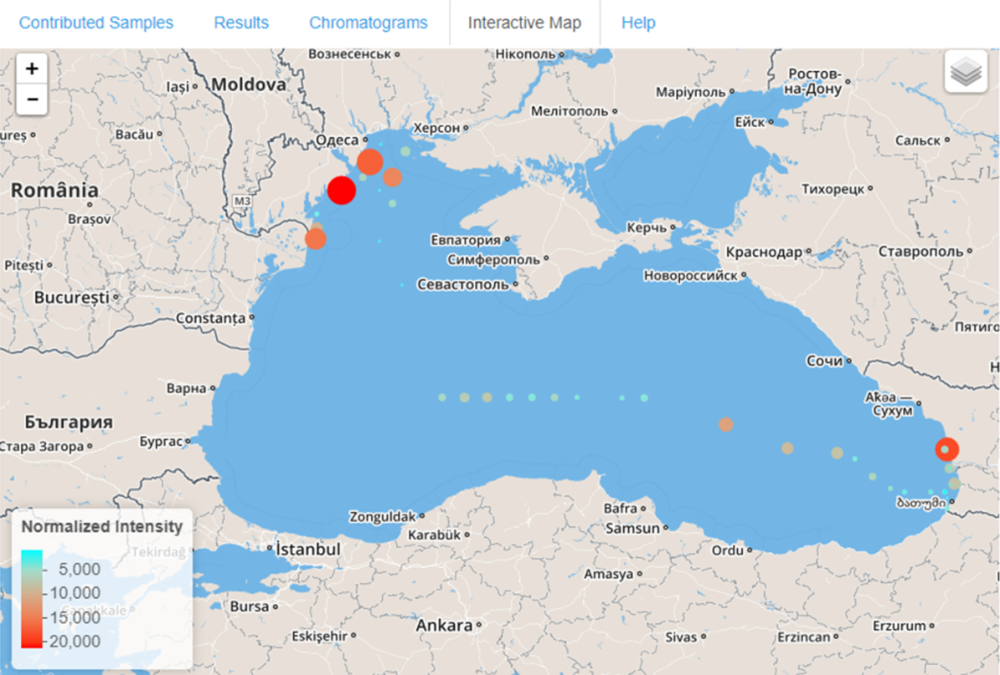 Contributed Samples Results Chromatograms Interactive Map Help
+
−
Вознесенськ
Нікополь
Iași
Moldova
Ростов-
на-Дону
Маріуполь
Мелітополь
Ейск
ureș
Bacău
Одеса
Херсон
Сальск
România
M3
Тихорецк
Brașov
Керчь
Евпатория
Симферополь
Краснодар
Ставрополь
Pitești
Новороссийск
București
Севастополь
Constanța
Пятиго
Сочи
Н
Варна
Аҟәа —
Сухум
България
Стара Загора
Бургас
ბათუმი
Zonguldak
Bafra
Normalized Intensity
Karabük
Samsun
Tekirdağ
İstanbul
Ordu
5,000
Amasya
10,000
Çanakkale
Bursa
15,000
Ankara
Erzurum
20,000
Eskişehir
Sivas
Erzincan